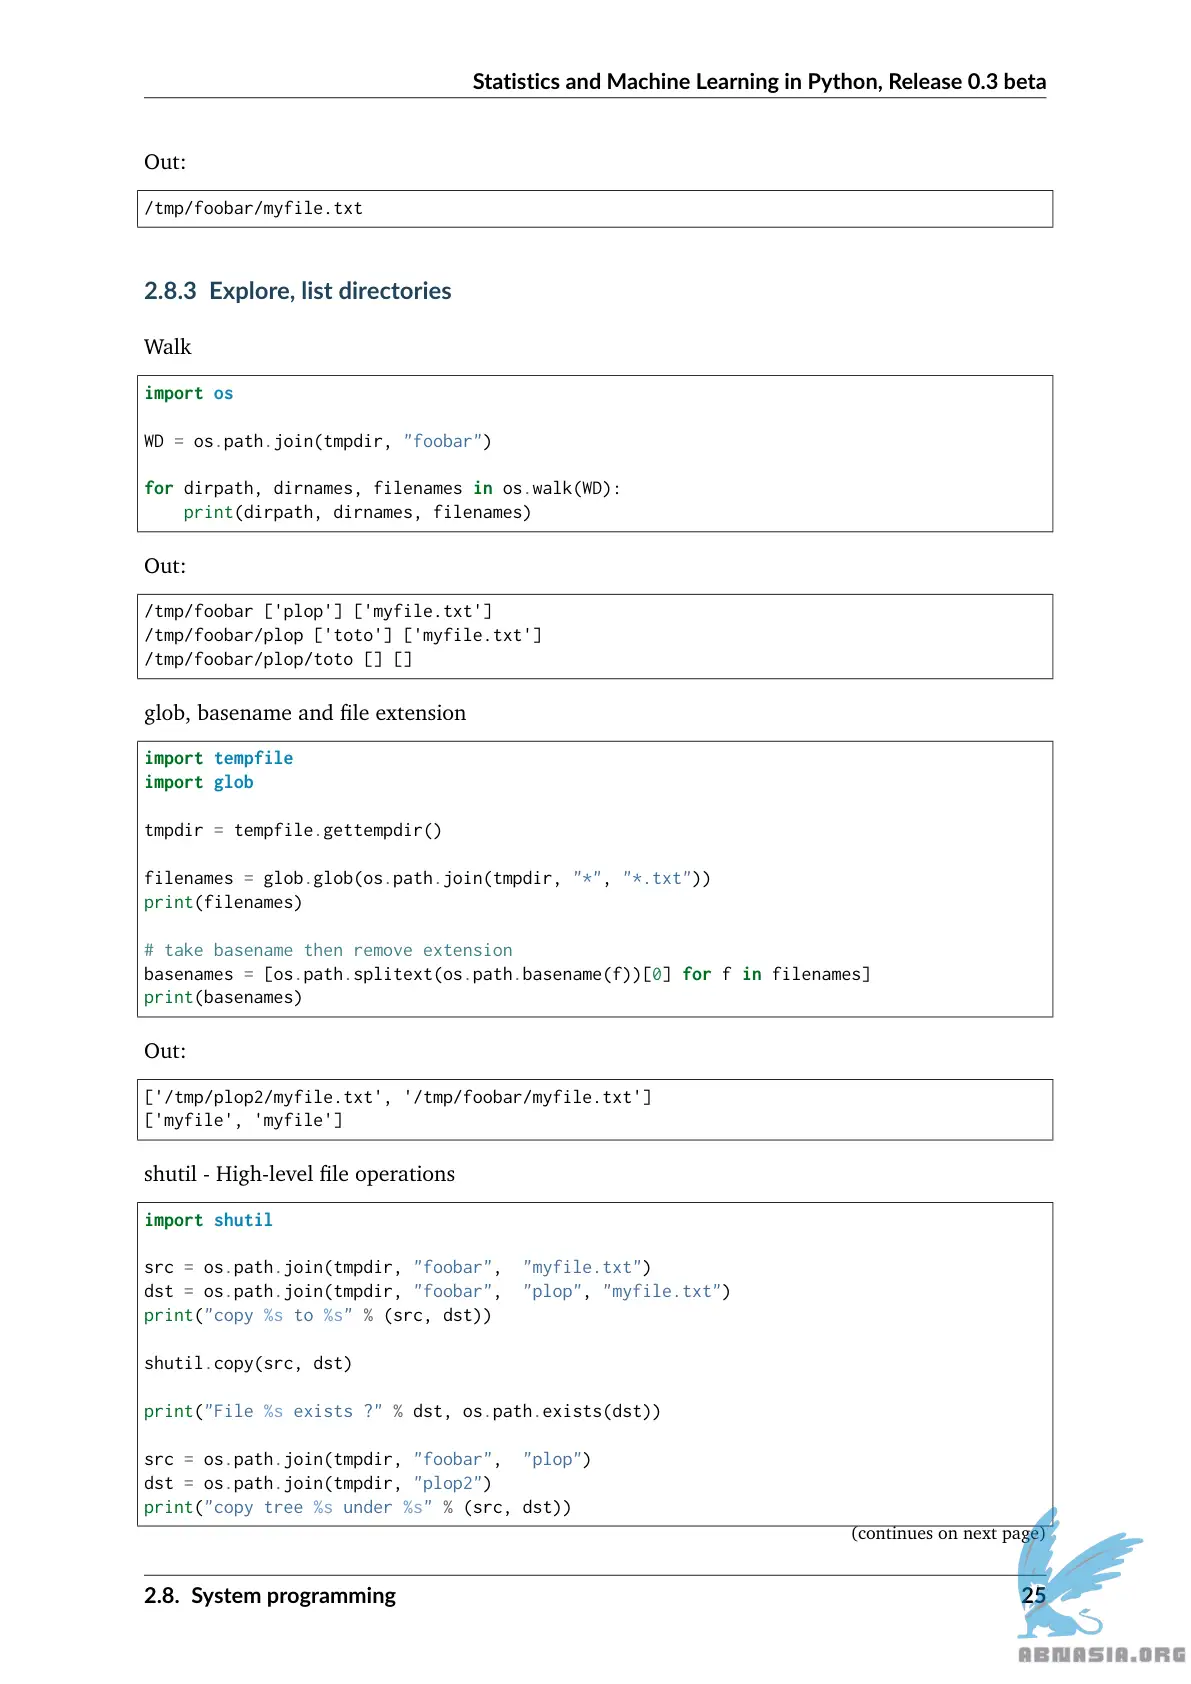 Statistics and Machine Learning in Python, Release 0.3 beta
Out:
/tmp/foobar/myfile.txt
2.8.3 Explore, list directories
Walk
import os
WD = os.path.join(tmpdir, "foobar")
for dirpath, dirnames, filenames in os.walk(WD):
    print(dirpath, dirnames, filenames)
Out:
/tmp/foobar ['plop'] ['myfile.txt']
/tmp/foobar/plop ['toto'] ['myfile.txt']
/tmp/foobar/plop/toto [] []
glob, basename and file extension
import tempfile
import glob
tmpdir = tempfile.gettempdir()
filenames = glob.glob(os.path.join(tmpdir, "*", "*.txt"))
print(filenames)
# take basename then remove extension
basenames = [os.path.splitext(os.path.basename(f))[0] for f in filenames]
print(basenames)
Out:
['/tmp/plop2/myfile.txt', '/tmp/foobar/myfile.txt']
['myfile', 'myfile']
shutil - High-level file operations
import shutil
src = os.path.join(tmpdir, "foobar",  "myfile.txt")
dst = os.path.join(tmpdir, "foobar",  "plop", "myfile.txt")
print("copy %s to %s" % (src, dst))
shutil.copy(src, dst)
print("File %s exists ?" % dst, os.path.exists(dst))
src = os.path.join(tmpdir, "foobar",  "plop")
dst = os.path.join(tmpdir, "plop2")
print("copy tree %s under %s" % (src, dst))
(continues on next page)
2.8. System programming 25
ABNASIA.ORG